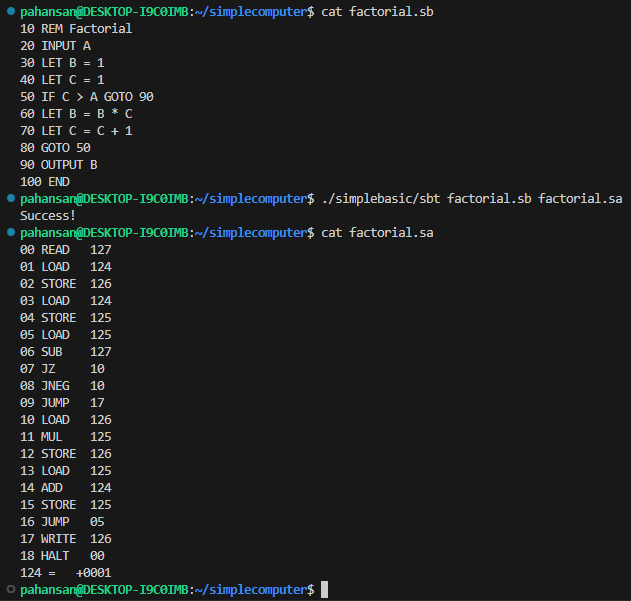 pahansan@DESKTOP-I9C0IMB:~/simplecomputer$ cat factorial.sb
10 REM Factorial
20 INPUT A
30 LET B = 1
40 LET C = 1
50 IF C > A GOTO 90
60 LET B = B * C
70 LET C = C + 1
80 GOTO 50
90 OUTPUT B
100 END
pahansan@DESKTOP-I9C0IMB:~/simplecomputer$ ./simplebasic/sbt factorial.sb factorial.sa
Success!
pahansan@DESKTOP-I9C0IMB:~/simplecomputer$ cat factorial.sa
00 READ   127
01 LOAD   124
02 STORE  126
03 LOAD   124
04 STORE  125
05 LOAD   125
06 SUB    127
07 JZ     10
08 JNEG   10
09 JUMP   17
10 LOAD   126
11 MUL    125
12 STORE  126
13 LOAD   125
14 ADD    124
15 STORE  125
16 JUMP   05
17 WRITE  126
18 HALT   00
124 =   +0001
pahansan@DESKTOP-I9C0IMB:~/simplecomputer$